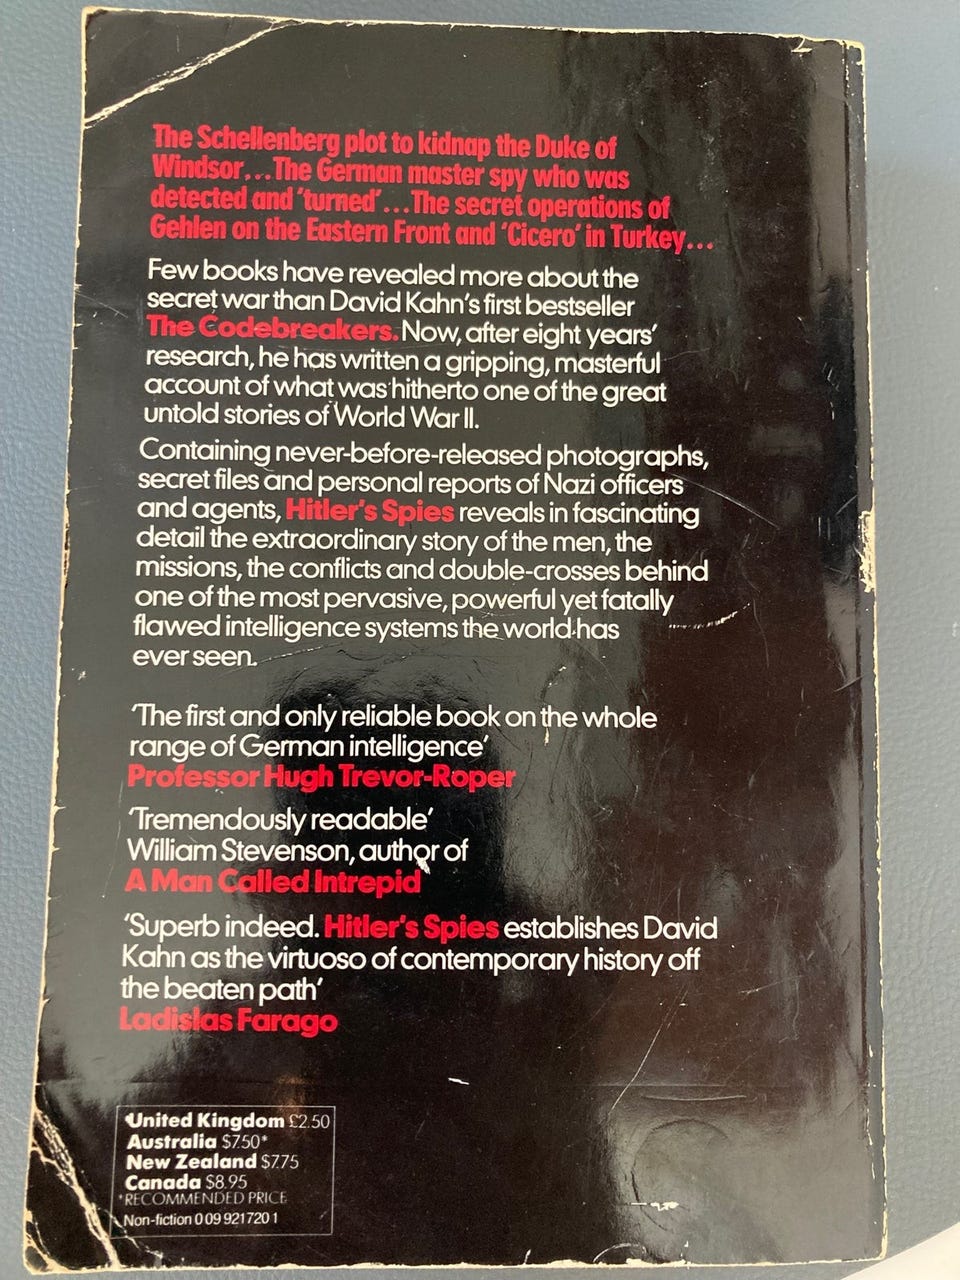 The Schellenberg plot to kidnap the Duke of
Windsor...The German master spy who was
detected and 'turned'...The secret operations of
Gehlen on the Eastern Front and 'Cicero' in Turkey...
Few books have revealed more about the
secret war than David Kahn's first bestseller
The Codebreakers. Now, after eight years'
research, he has written a gripping, masterful
account of what was hitherto one of the great
untold stories of World War II.
Containing never-before-released photographs,
secret files and personal reports of Nazi officers
and agents, Hitler's Spies reveals in fascinating
detail the extraordinary story of the men, the
missions, the conflicts and double-crosses behind
one of the most pervasive, powerful yet fatally
flawed intelligence systems the world has
ever seen.
'The first and only reliable book on the whole
range of German intelligence'
Professor Hugh Trevor-Roper
'Tremendously readable'
William Stevenson, author of
A Man Called Intrepid
'Superb indeed. Hitler's Spies establishes David
Kahn as the virtuoso of contemporary history off
the beaten path'
Ladislas Farago
United Kingdom £2.50
Australia $7.50*
New Zealand $7.75
Canada $8.95
*RECOMMENDED PRICE
Non-fiction 0 09 921720 1